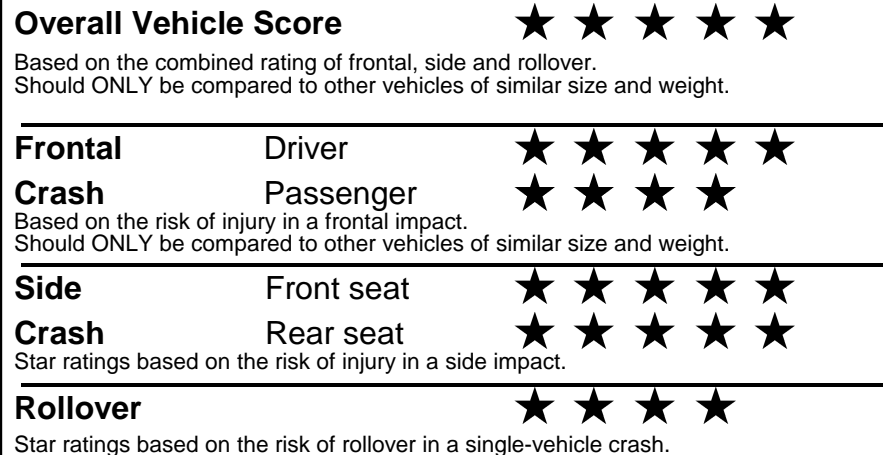 Overall Vehicle Score ★ ★ ★ ★ ★
Based on the combined rating of frontal, side and rollover.
Should ONLY be compared to other vehicles of similar size and weight.
Frontal Driver ★ ★ ★ ★ ★
Crash Passenger ★ ★ ★ ★
Based on the risk of injury in a frontal impact.
Should ONLY be compared to other vehicles of similar size and weight.
Side Front seat ★ ★ ★ ★ ★
Crash Rear seat ★ ★ ★ ★ ★
Star ratings based on the risk of injury in a side impact.
Rollover ★ ★ ★ ★
Star ratings based on the risk of rollover in a single-vehicle crash.